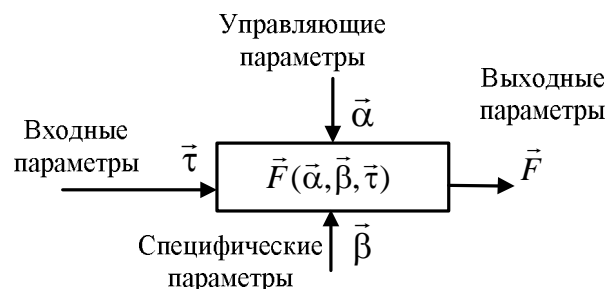 Управляющие
параметры
α⃗
Выходные
параметры
F⃗
Входные
параметры
τ⃗
F⃗(α⃗,β⃗,τ⃗)
Специфические
параметры
β⃗